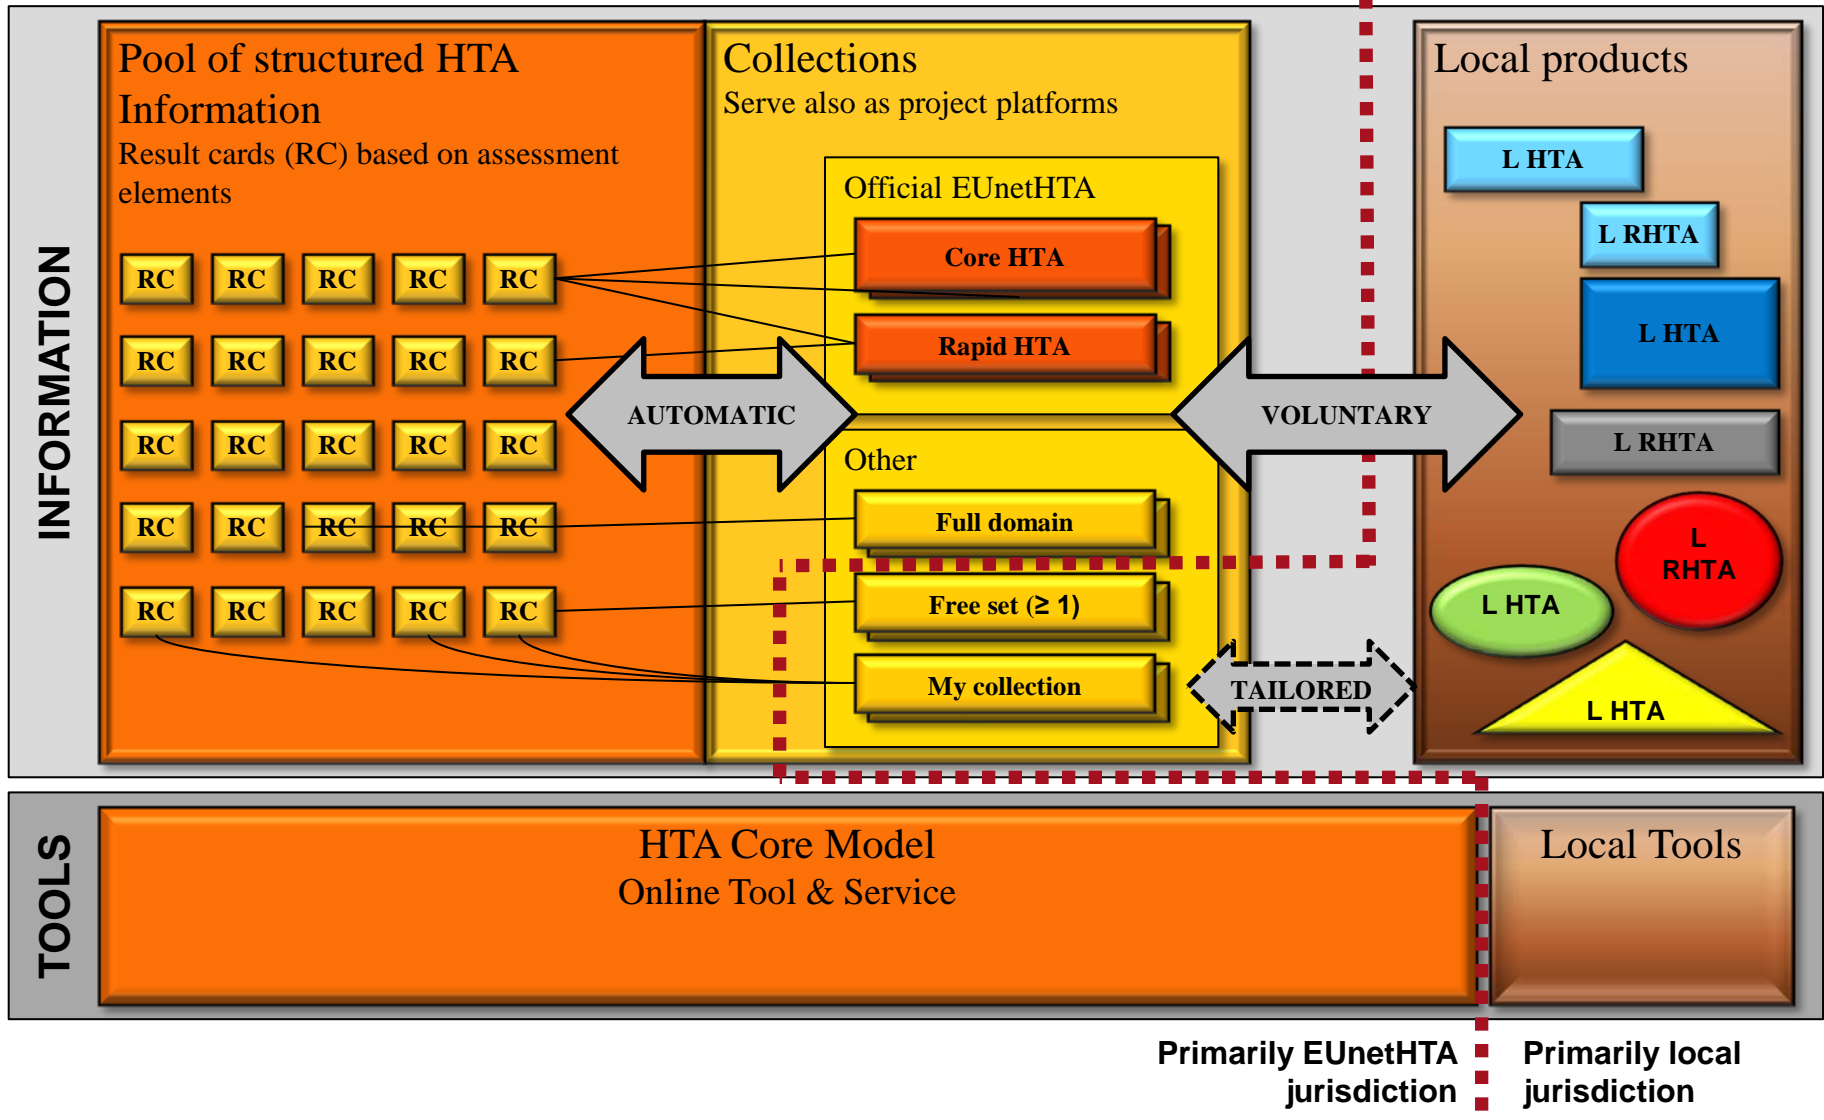 Pool of structured HTA
Information
Result cards (RC) based on assessment
elements
RC RC RC RC RC
RC RC RC RC RC
RC RC RC RC RC
RC RC RC RC RC
RC RC RC RC RC
AUTOMATIC
Collections
Serve also as project platforms
Official EUnetHTA
Core HTA
Rapid HTA
Other
Full domain
Free set (≥ 1)
My collection
VOLUNTARY
TAILORED
Local products
L HTA
L RHTA
L HTA
L RHTA
L
RHTA
L HTA
L HTA
INFORMATION
TOOLS
HTA Core Model
Online Tool & Service
Local Tools
Primarily EUnetHTA
jurisdiction
Primarily local
jurisdiction